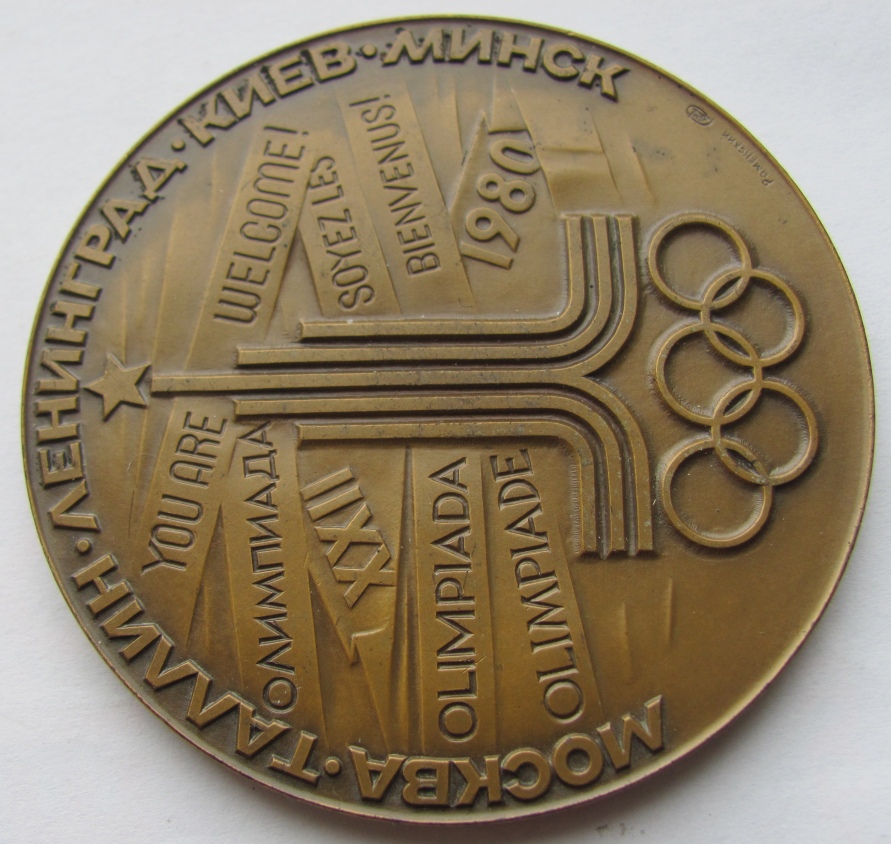 МОСКВА · ТАЛЛИН · ЛЕНИНГРАД · КИЕВ · МИНСК
YOU ARE
WELCOME!
ОЛИМПИАДА
SOYEZ LES
XXII
BIENVENUS!
OLIMPIADA
1980
OLIMPIADE